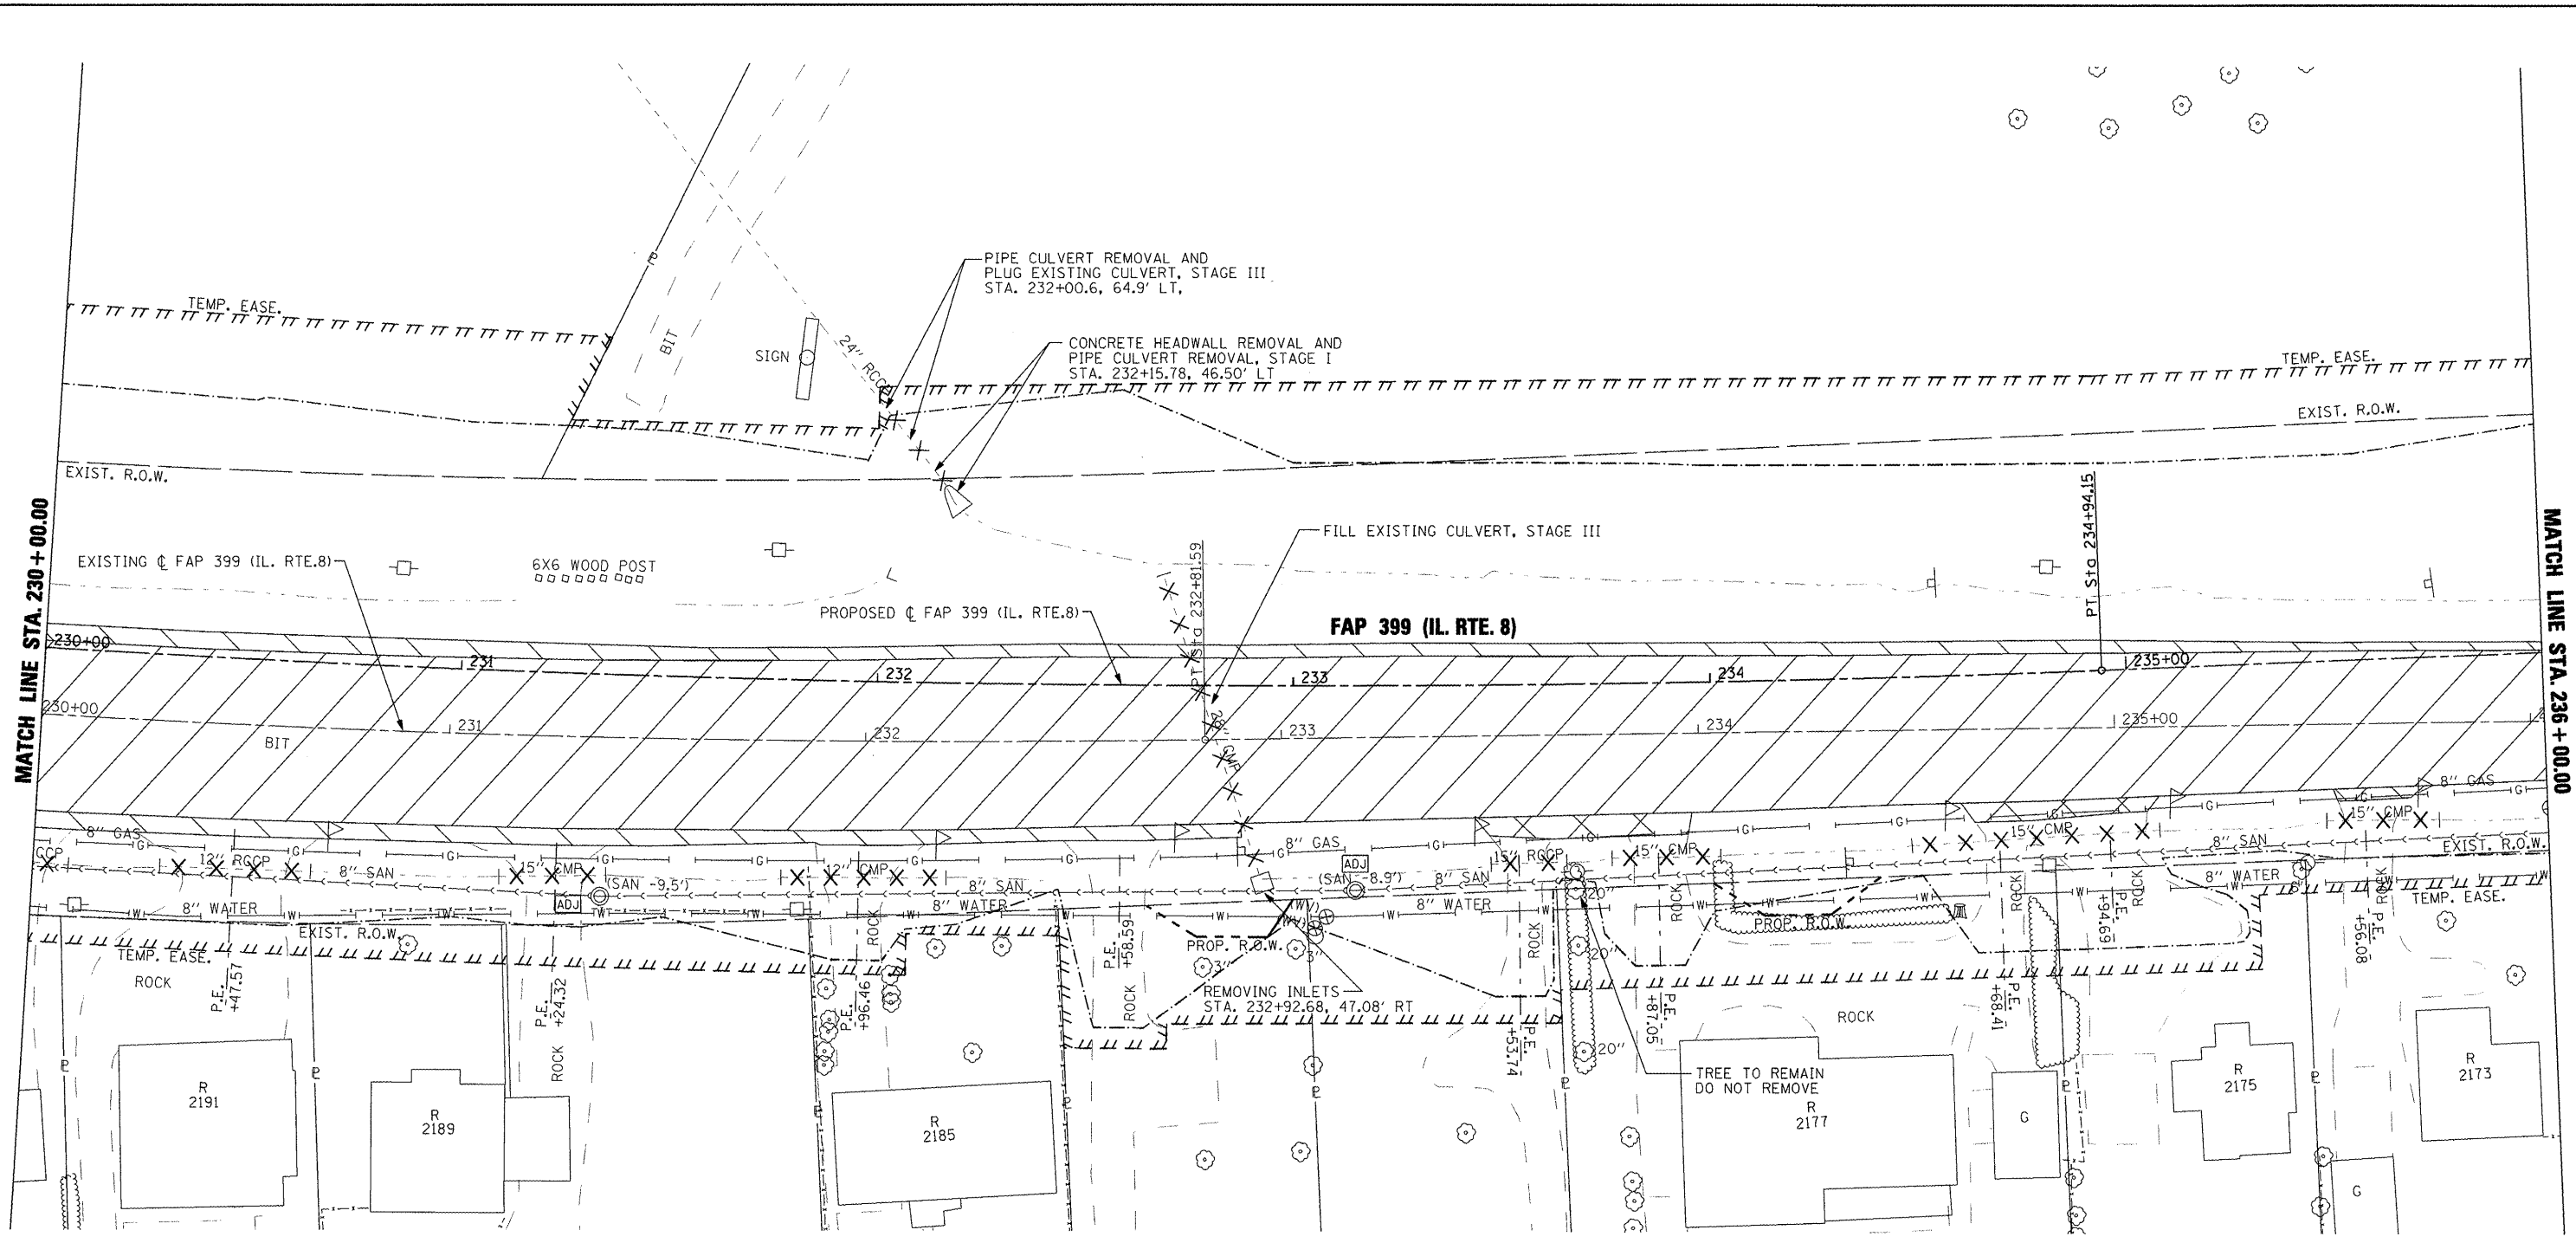 PIPE CULVERT REMOVAL AND
PLUG EXISTING CULVERT, STAGE III
STA. 232+00.6, 64.9' LT,
TEMP. EASE.
BIT
SIGN
24" RCCP
CONCRETE HEADWALL REMOVAL AND
PIPE CULVERT REMOVAL, STAGE I
STA. 232+15.78, 46.50' LT
TEMP. EASE.
EXIST. R.O.W.
EXIST. R.O.W.
PT Sta 234+94.15
MATCH LINE STA. 230+00.00
MATCH LINE STA. 236+00.00
EXISTING ℄ FAP 399 (IL. RTE.8)
6X6 WOOD POST
FILL EXISTING CULVERT, STAGE III
PT Sta 232+81.59
PROPOSED ℄ FAP 399 (IL. RTE.8)
FAP 399 (IL. RTE. 8)
230+00
231
232
233
234
235+00
230+00
231
232
233
234
235+00
BIT
CMP
8" GAS
8" GAS
8" GAS
CCP
12" RCCP
8" SAN
15" CMP
(SAN -9.5')
ADJ
12" CMP
8" SAN
ADJ
(SAN -8.9')
8" SAN
15" RCCP
15" CMP
15" CMP
15" CMP
8" SAN
EXIST. R.O.W.
8" WATER
8" WATER
8" WATER
8" WATER
EXIST. R.O.W.
TEMP. EASE.
TEMP. EASE.
PROP. R.O.W.
PROP. R.O.W.
ROCK
P.E.
+47.57
P.E.
+24.32
ROCK
P.E.
+96.46
ROCK
P.E.
+58.59
ROCK
3"
3"
REMOVING INLETS
STA. 232+92.68, 47.08' RT
P.E.
+53.74
ROCK
20"
20"
20"
P.E.
+87.05
ROCK
ROCK
P.E.
+68.41
ROCK
P.E.
+94.69
ROCK
P.E.
+56.08
ROCK
TREE TO REMAIN
DO NOT REMOVE
R
2191
R
2189
R
2185
R
2177
G
R
2175
R
2173
G